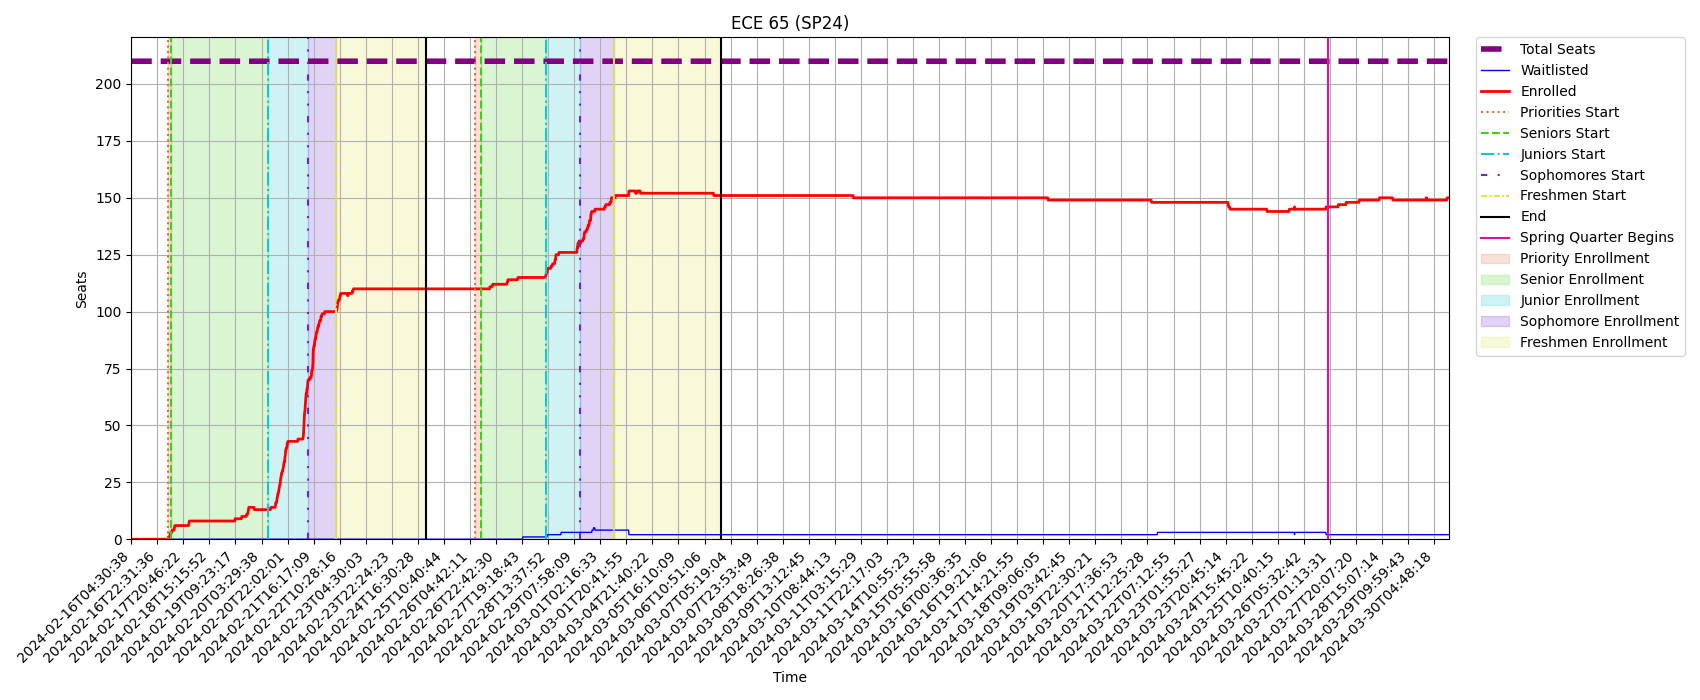 ECE 65 (SP24)
Seats
200
175
150
125
100
75
50
25
0
2024-02-16T04:30:38
2024-02-16T22:31:36
2024-02-17T20:46:22
2024-02-18T15:15:52
2024-02-19T09:23:17
2024-02-20T03:29:38
2024-02-20T22:02:01
2024-02-21T16:17:09
2024-02-22T10:28:16
2024-02-23T04:30:03
2024-02-23T22:24:23
2024-02-24T16:30:28
2024-02-25T10:40:44
2024-02-26T04:42:11
2024-02-26T22:42:30
2024-02-27T19:18:43
2024-02-28T13:37:52
2024-02-29T07:58:09
2024-03-01T02:16:33
2024-03-01T20:41:55
2024-03-04T21:40:22
2024-03-05T16:10:09
2024-03-06T10:51:06
2024-03-07T05:19:04
2024-03-07T23:53:49
2024-03-08T18:26:38
2024-03-09T13:12:45
2024-03-10T08:44:13
2024-03-11T03:15:29
2024-03-11T22:17:03
2024-03-14T10:55:23
2024-03-15T05:55:58
2024-03-16T00:36:35
2024-03-16T19:21:06
2024-03-17T14:21:55
2024-03-18T09:06:05
2024-03-19T03:42:45
2024-03-19T22:30:21
2024-03-20T17:36:53
2024-03-21T12:25:28
2024-03-22T07:12:55
2024-03-23T01:55:27
2024-03-23T20:45:14
2024-03-24T15:45:22
2024-03-25T10:40:15
2024-03-26T05:32:42
2024-03-27T01:13:31
2024-03-27T20:07:20
2024-03-28T15:07:14
2024-03-29T09:59:43
2024-03-30T04:48:18
Time
Total Seats
Waitlisted
Enrolled
Priorities Start
Seniors Start
Juniors Start
Sophomores Start
Freshmen Start
End
Spring Quarter Begins
Priority Enrollment
Senior Enrollment
Junior Enrollment
Sophomore Enrollment
Freshmen Enrollment